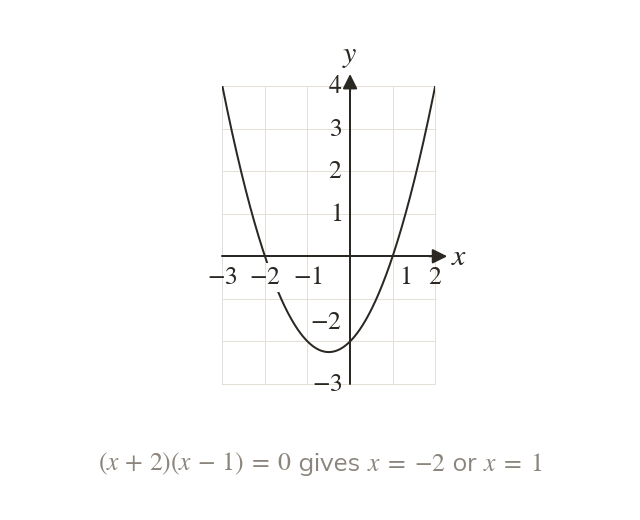 y
4
3
2
1
x
−3 −2 −1 1 2
−2
−3
(x + 2)(x − 1) = 0 gives x = −2 or x = 1